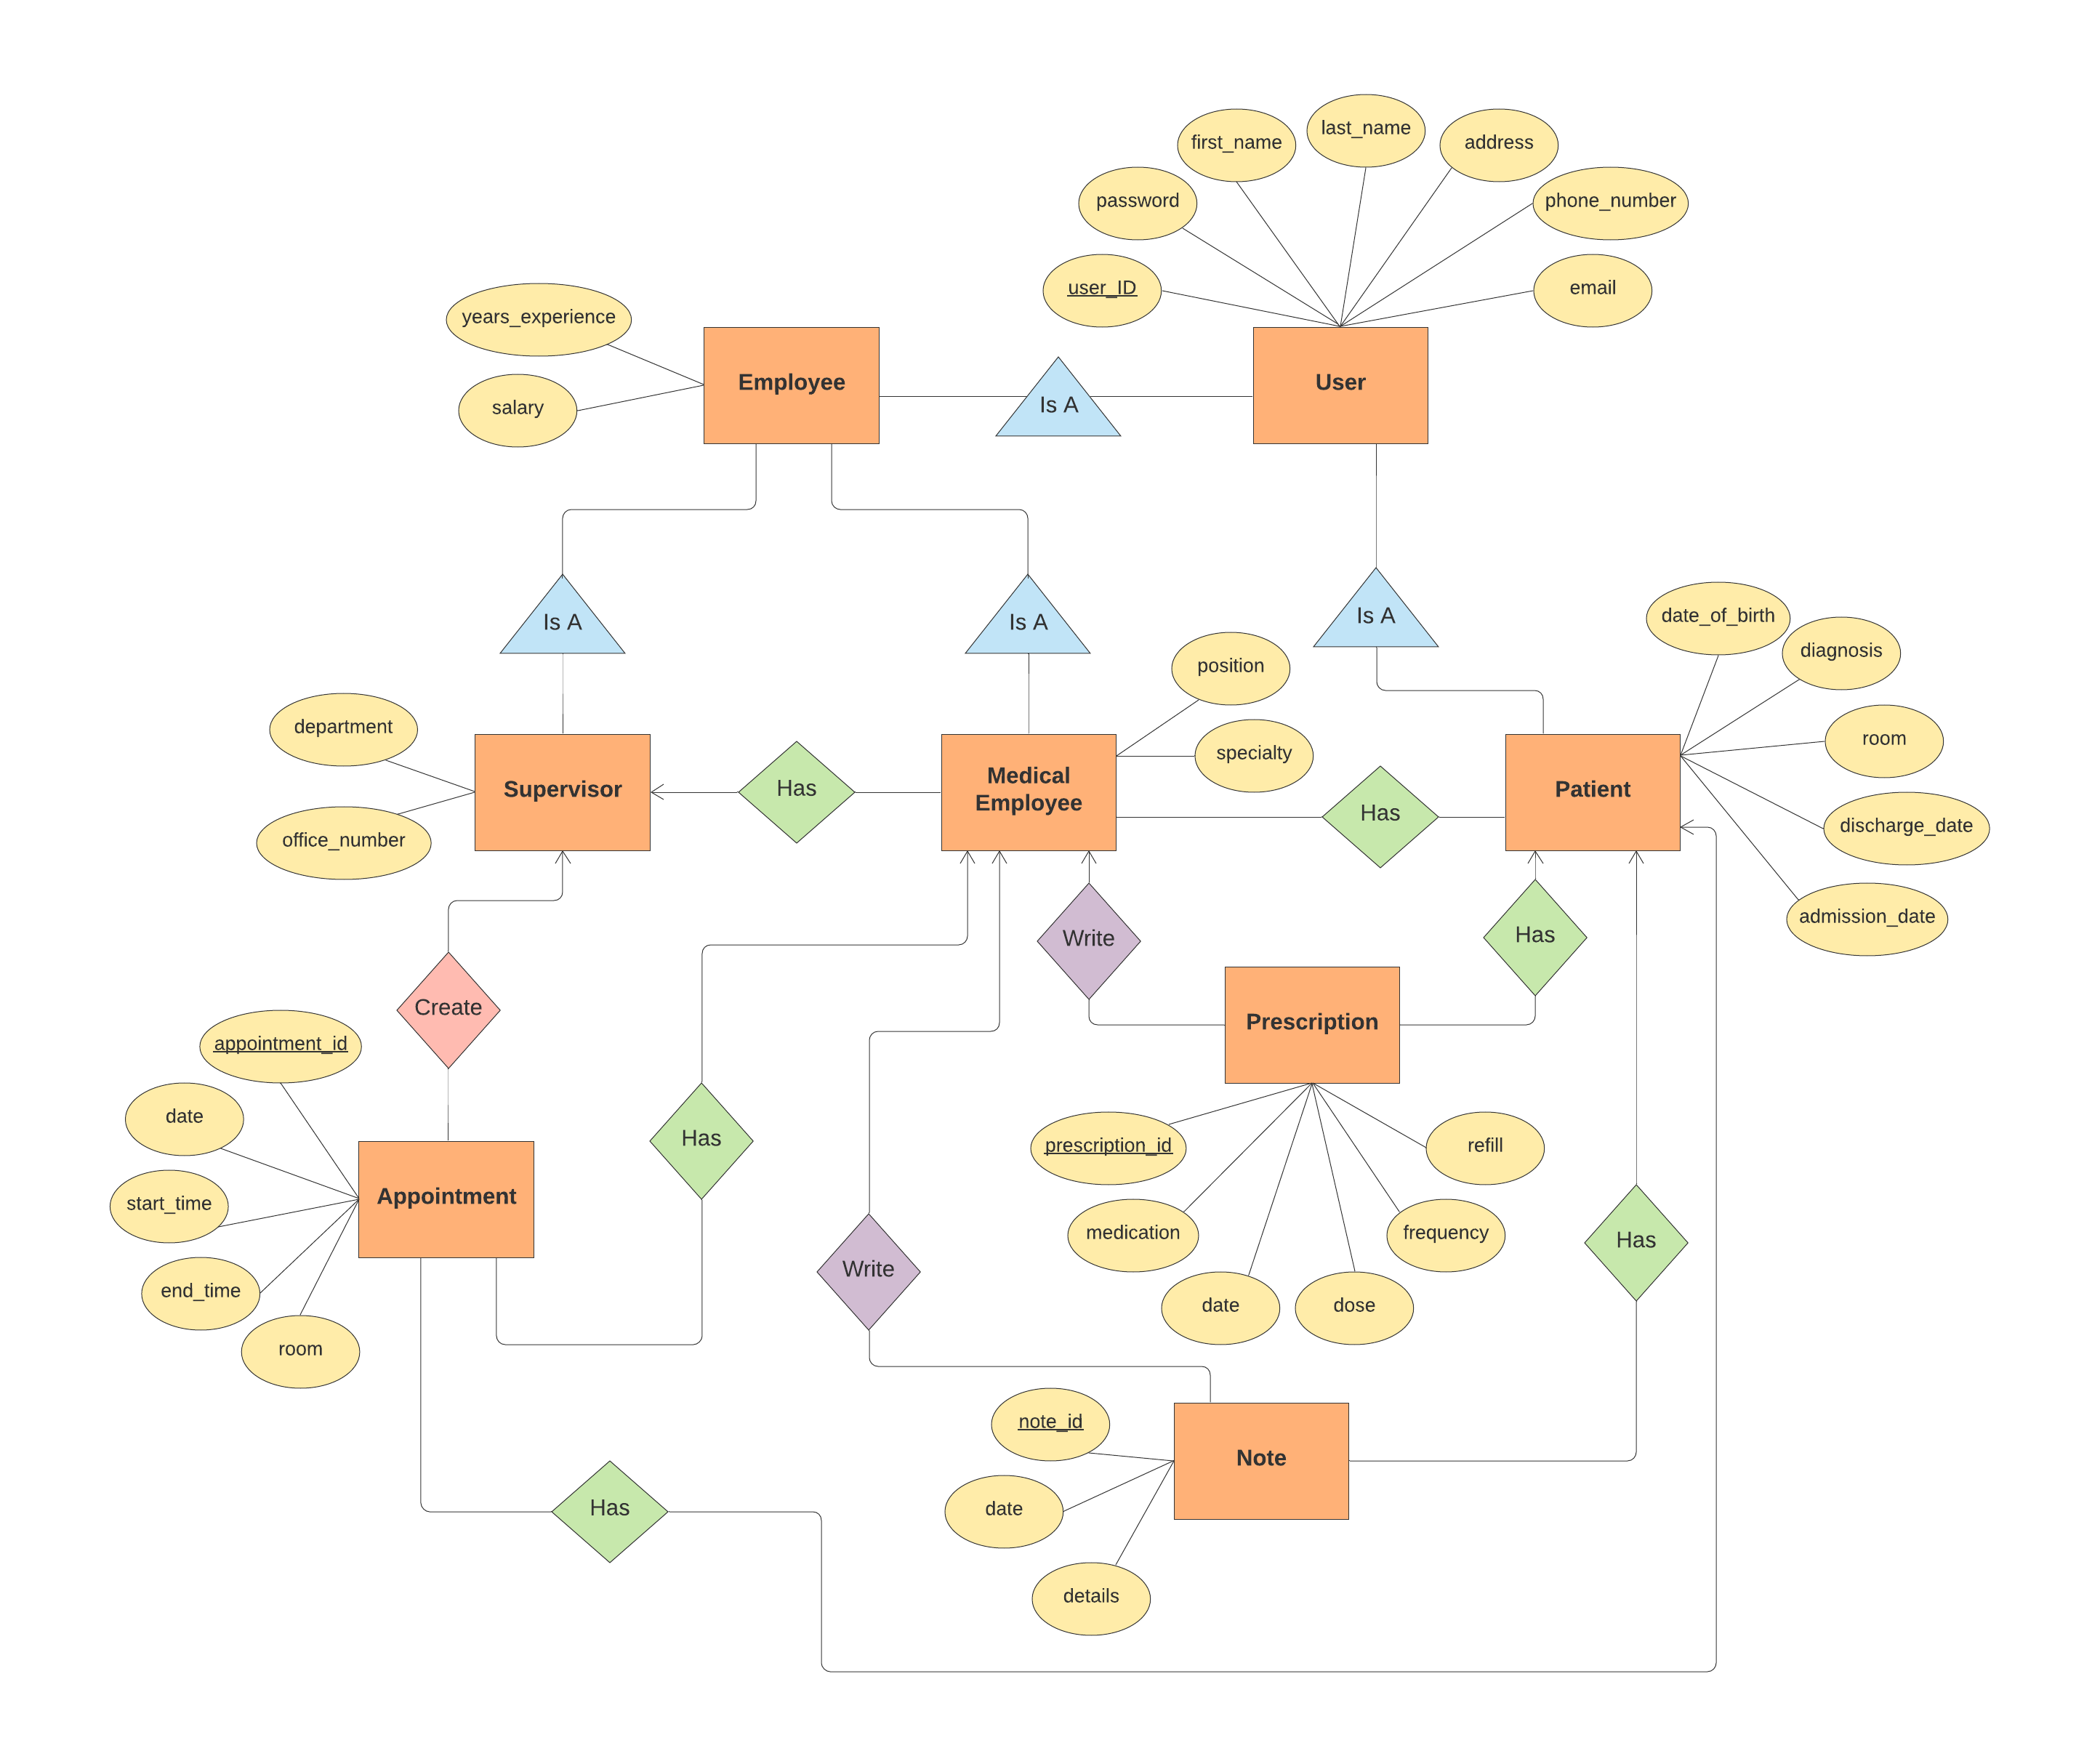 last_name
first_name
address
password
phone_number
user_ID
email
years_experience
Employee
User
salary
Is A
Is A
Is A
Is A
date_of_birth
diagnosis
position
department
room
specialty
Supervisor
Has
Medical
Employee
Has
Patient
discharge_date
office_number
admission_date
Write
Has
Create
Prescription
appointment_id
date
Has
prescription_id
refill
Appointment
start_time
medication
frequency
Has
Write
end_time
date
dose
room
note_id
Note
Has
date
details